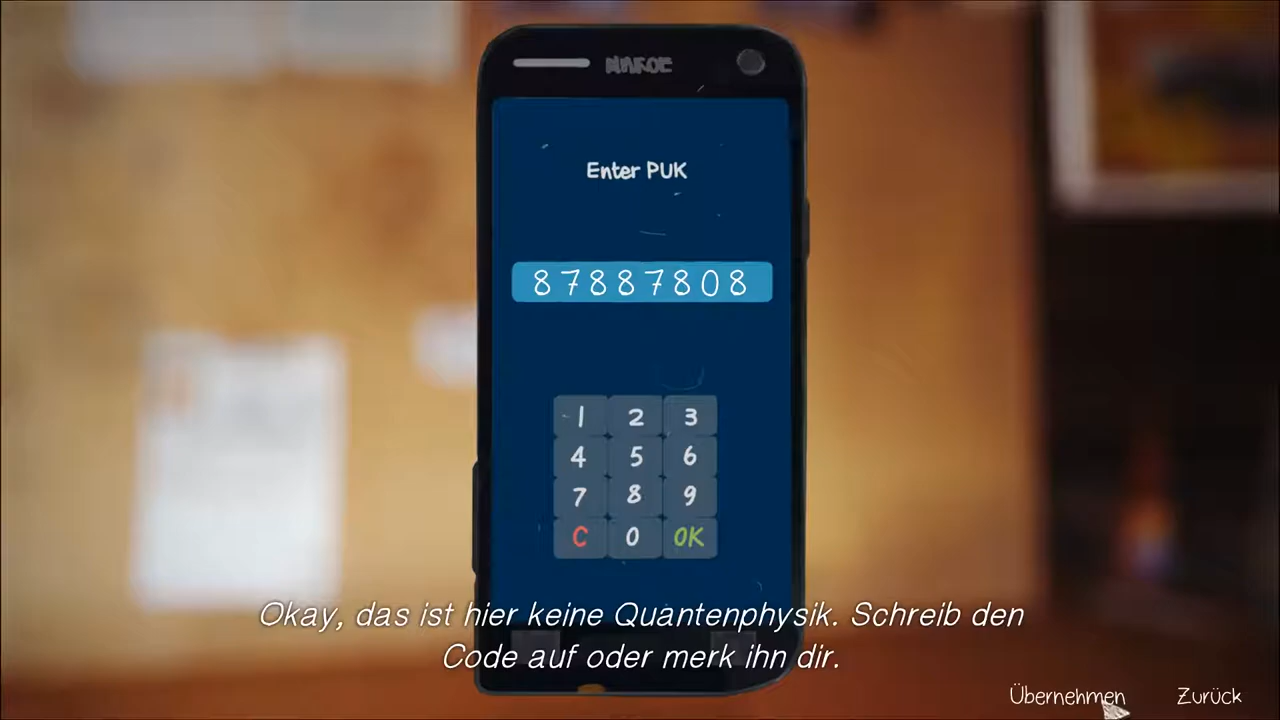 Enter PUK
87887808
1 2 3
4 5 6
7 8 9
C 0 OK
Okay, das ist hier keine Quantenphysik. Schreib den
Code auf oder merk ihn dir.
Übernehmen Zurück